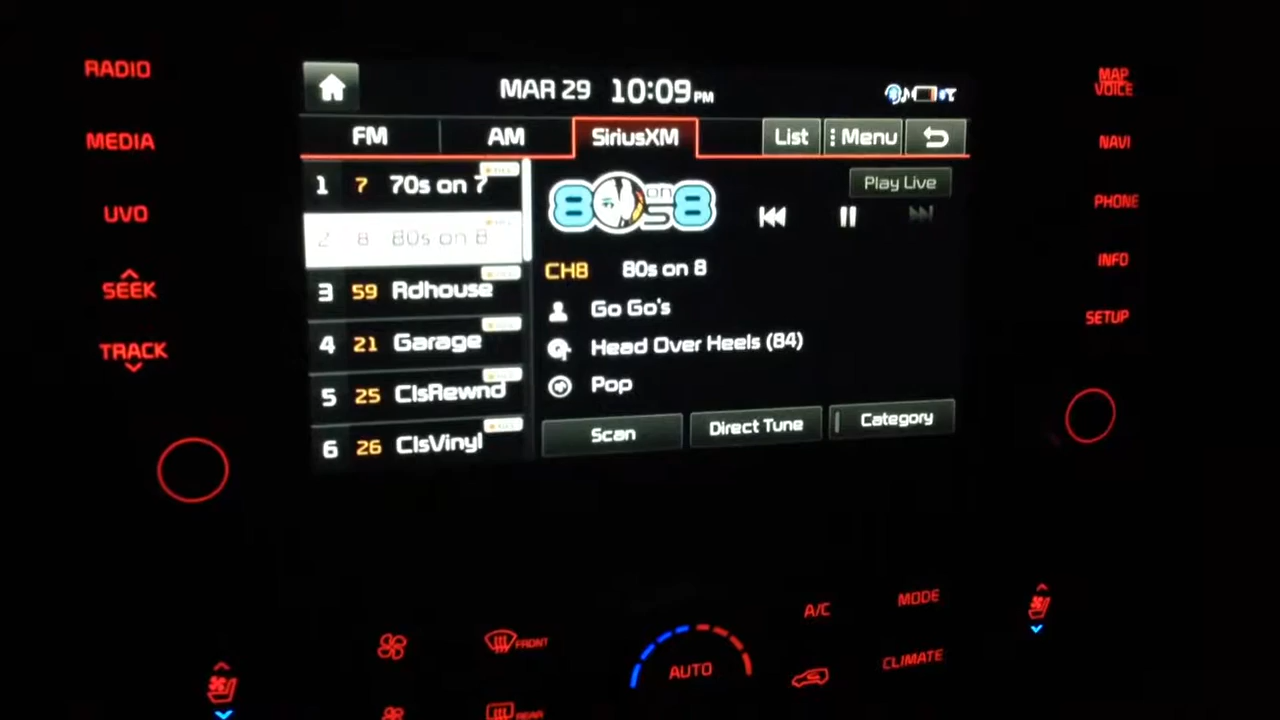 RADIO
MEDIA
UVO
SEEK
TRACK
MAR 29 10:09 PM
FM AM SiriusXM List Menu
1 7 70s on 7
2 8 80s on 8
3 59 Rdhouse
4 21 Garage
5 25 ClsRewnd
6 26 ClsVinyl
80s on 8
Play Live
CH8 80s on 8
Go Go's
Head Over Heels (84)
Pop
Scan Direct Tune Category
MAP
VOICE
NAVI
PHONE
INFO
SETUP
FRONT
REAR
AUTO
A/C
MODE
CLIMATE